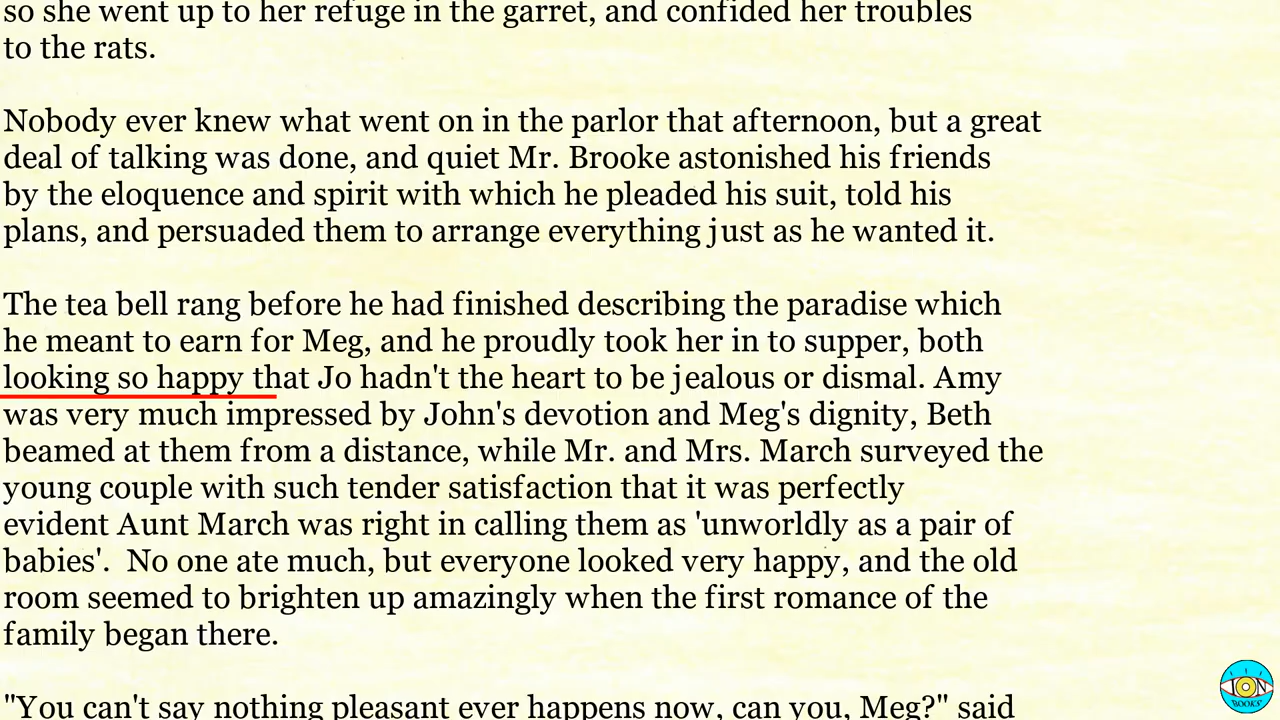 so she went up to her refuge in the garret, and confided her troubles
to the rats.
Nobody ever knew what went on in the parlor that afternoon, but a great
deal of talking was done, and quiet Mr. Brooke astonished his friends
by the eloquence and spirit with which he pleaded his suit, told his
plans, and persuaded them to arrange everything just as he wanted it.
The tea bell rang before he had finished describing the paradise which
he meant to earn for Meg, and he proudly took her in to supper, both
looking so happy that Jo hadn't the heart to be jealous or dismal. Amy
was very much impressed by John's devotion and Meg's dignity, Beth
beamed at them from a distance, while Mr. and Mrs. March surveyed the
young couple with such tender satisfaction that it was perfectly
evident Aunt March was right in calling them as 'unworldly as a pair of
babies'.  No one ate much, but everyone looked very happy, and the old
room seemed to brighten up amazingly when the first romance of the
family began there.
"You can't say nothing pleasant ever happens now, can you, Meg?" said
ION
BOOKS